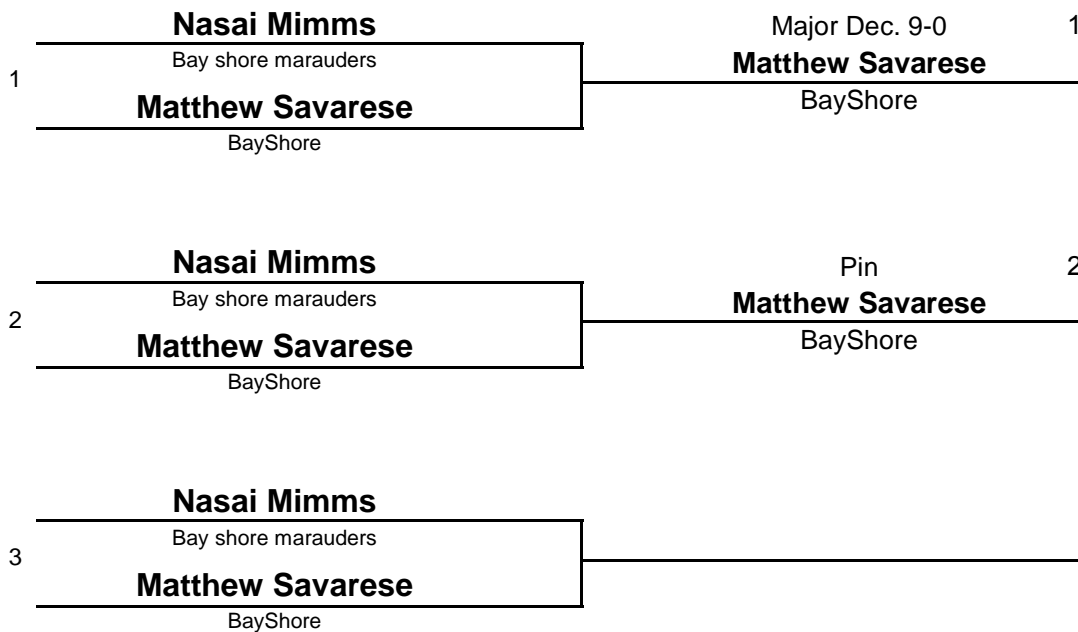 Nasai Mimms
Major Dec. 9-0
1
Bay shore marauders
Matthew Savarese
1
Matthew Savarese
BayShore
BayShore
Nasai Mimms
Pin
2
Bay shore marauders
Matthew Savarese
2
Matthew Savarese
BayShore
BayShore
Nasai Mimms
Bay shore marauders
3
Matthew Savarese
BayShore